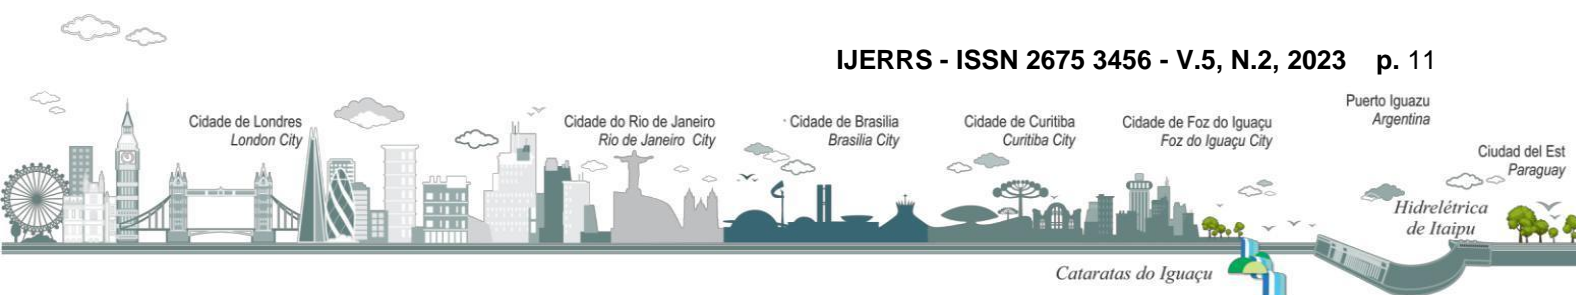 IJERRS - ISSN 2675 3456 - V.5, N.2, 2023 p. 11
Cidade de Londres
London City
Cidade do Rio de Janeiro
Rio de Janeiro City
Cidade de Brasilia
Brasilia City
Cidade de Curitiba
Curitiba City
Cidade de Foz do Iguaçu
Foz do Iguaçu City
Puerto Iguazu
Argentina
Ciudad del Est
Paraguay
Hidrelétrica
de Itaipu
Cataratas do Iguaçu